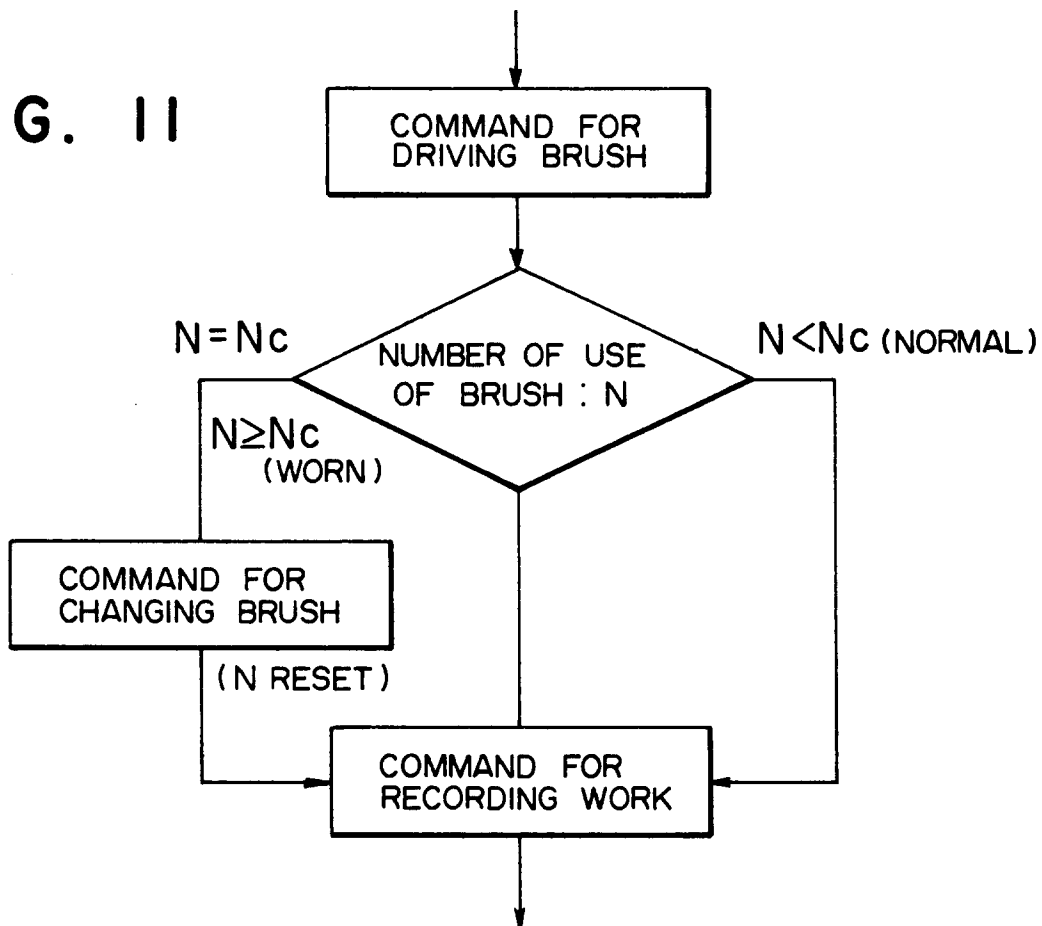 G. 11
COMMAND FOR
DRIVING BRUSH
N=Nc
N<Nc (NORMAL)
NUMBER OF USE
OF BRUSH : N
N≥Nc
(WORN)
COMMAND FOR
CHANGING BRUSH
(N RESET)
COMMAND FOR
RECORDING WORK